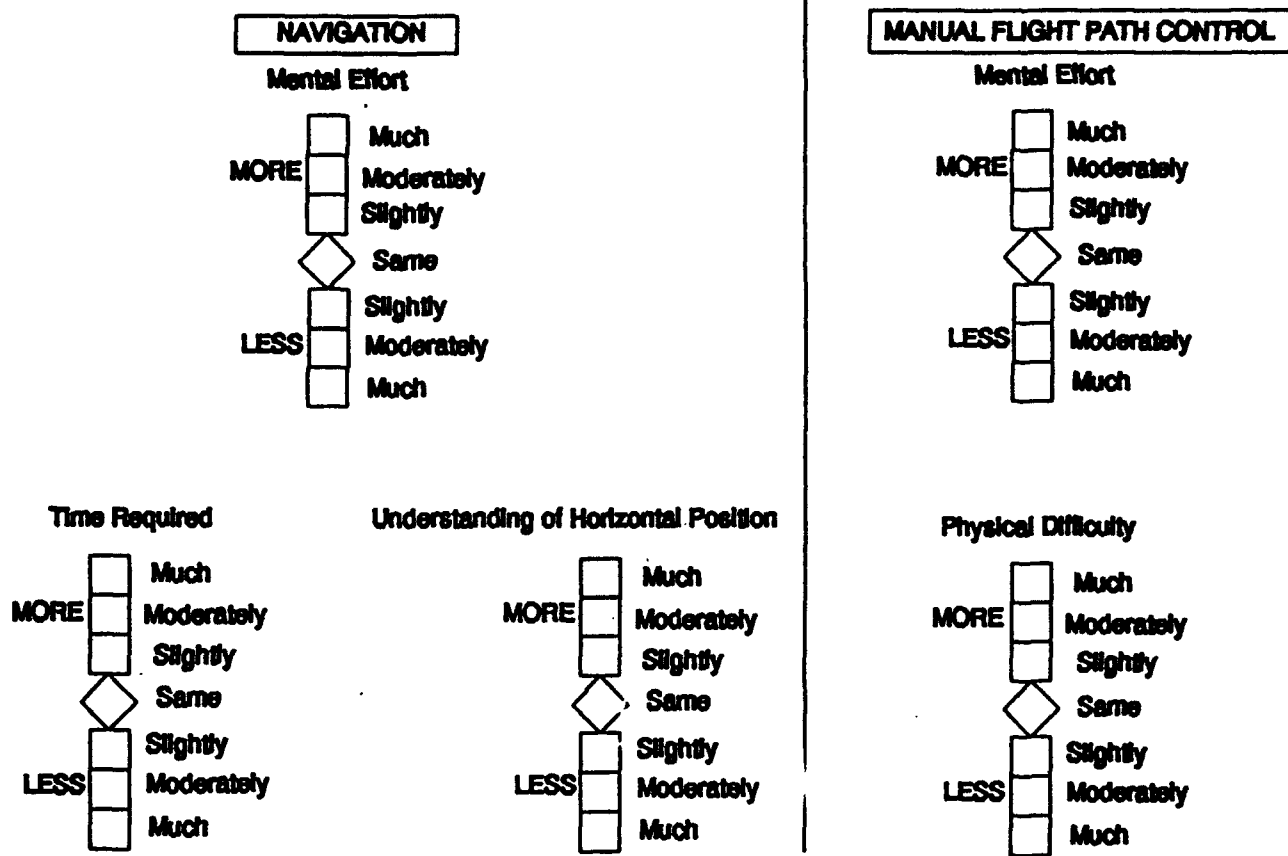 NAVIGATION
Mental Effort
Much
MORE Moderately
Slightly
Same
Slightly
LESS Moderately
Much
Time Required
Much
MORE Moderately
Slightly
Same
Slightly
LESS Moderately
Much
Understanding of Horizontal Position
Much
MORE Moderately
Slightly
Same
Slightly
LESS Moderately
Much
MANUAL FLIGHT PATH CONTROL
Mental Effort
Much
MORE Moderately
Slightly
Same
Slightly
LESS Moderately
Much
Physical Difficulty
Much
MORE Moderately
Slightly
Same
Slightly
LESS Moderately
Much